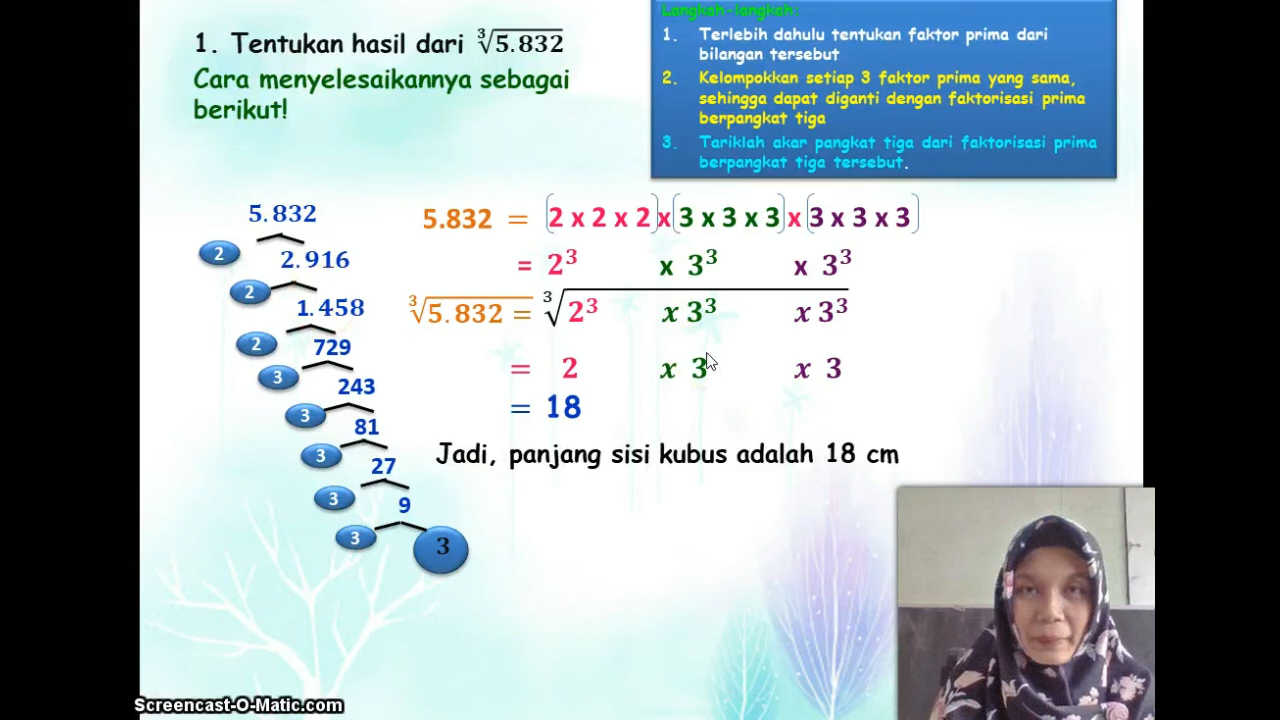 1. Tentukan hasil dari ∛5.832
Cara menyelesaikannya sebagai
berikut!
Langkah-langkah:
1. Terlebih dahulu tentukan faktor prima dari
bilangan tersebut
2. Kelompokkan setiap 3 faktor prima yang sama,
sehingga dapat diganti dengan faktorisasi prima
berpangkat tiga
3. Tariklah akar pangkat tiga dari faktorisasi prima
berpangkat tiga tersebut.
5.832
2 2.916
2 1.458
2 729
3 243
3 81
3 27
3 9
3 3
5.832 = (2 x 2 x 2) x (3 x 3 x 3) x (3 x 3 x 3)
= 2³ x 3³ x 3³
∛5.832 = ∛2³ x 3³ x 3³
= 2 x 3 x 3
= 18
Jadi, panjang sisi kubus adalah 18 cm
Screencast-O-Matic.com